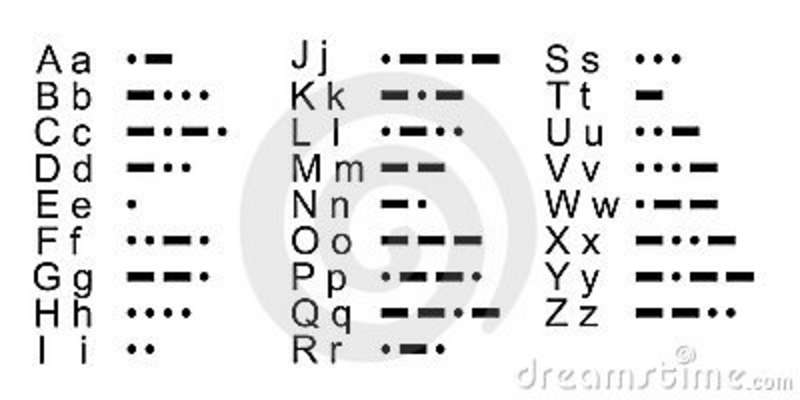 A a ·–
B b –···
C c –·–·
D d –··
E e ·
F f ··–·
G g ––·
H h ····
I i ··
J j ·–––
K k –·–
L l ·–··
M m ––
N n –·
O o –––
P p ·––·
Q q ––·–
R r ·–·
S s ···
T t –
U u ··–
V v ···–
W w ·––
X x –··–
Y y –·––
Z z ––··
dreamstime.com